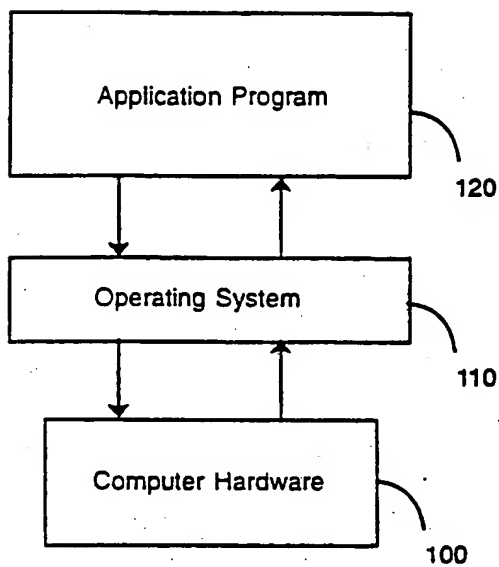 Application Program
120
Operating System
110
Computer Hardware
100